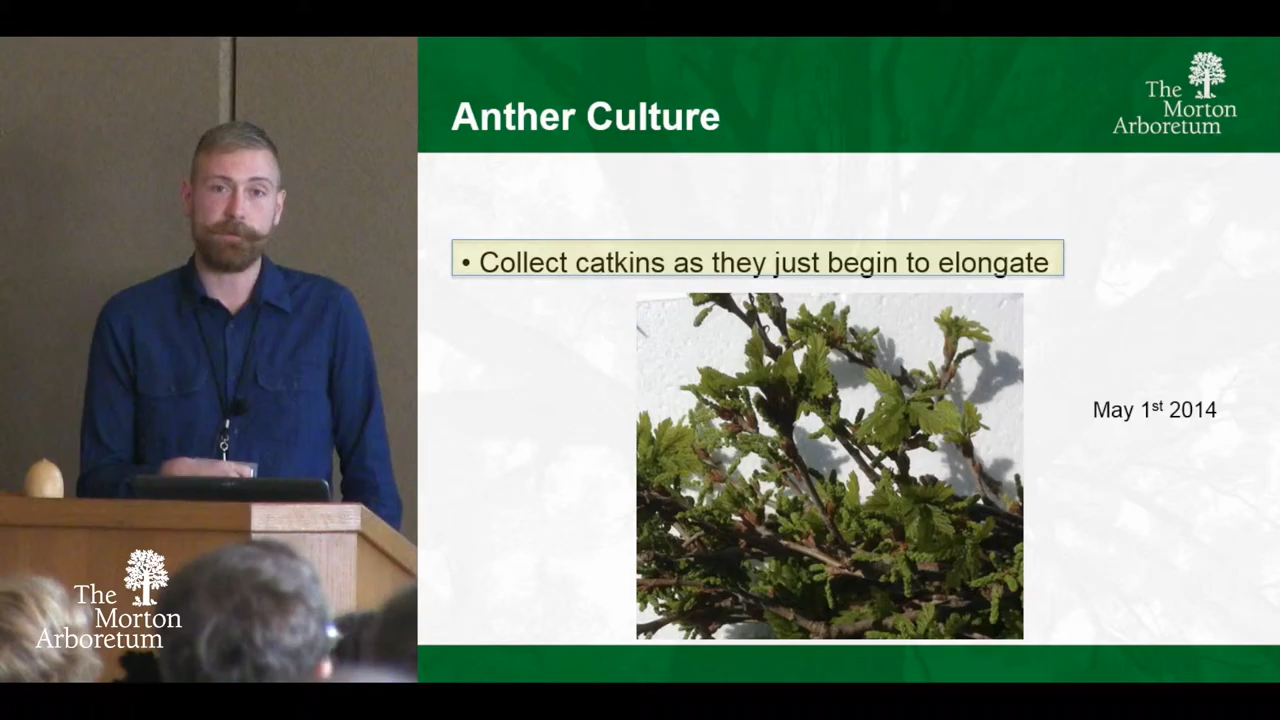 Anther Culture
The
Morton
Arboretum
• Collect catkins as they just begin to elongate
May 1st 2014
The
Morton
Arboretum